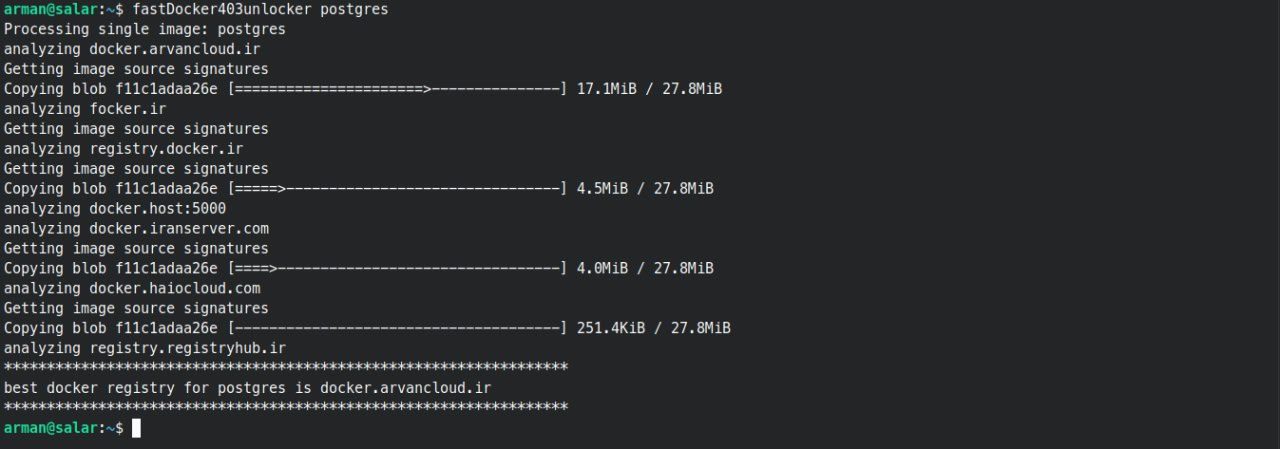 arman@salar:~$ fastDocker403unlocker postgres
Processing single image: postgres
analyzing docker.arvancloud.ir
Getting image source signatures
Copying blob f11c1adaa26e [======================>---------------] 17.1MiB / 27.8MiB
analyzing focker.ir
Getting image source signatures
analyzing registry.docker.ir
Getting image source signatures
Copying blob f11c1adaa26e [=====>--------------------------------] 4.5MiB / 27.8MiB
analyzing docker.host:5000
analyzing docker.iranserver.com
Getting image source signatures
Copying blob f11c1adaa26e [====>---------------------------------] 4.0MiB / 27.8MiB
analyzing docker.haiocloud.com
Getting image source signatures
Copying blob f11c1adaa26e [--------------------------------------] 251.4KiB / 27.8MiB
analyzing registry.registryhub.ir
******************************************************************
best docker registry for postgres is docker.arvancloud.ir
******************************************************************
arman@salar:~$